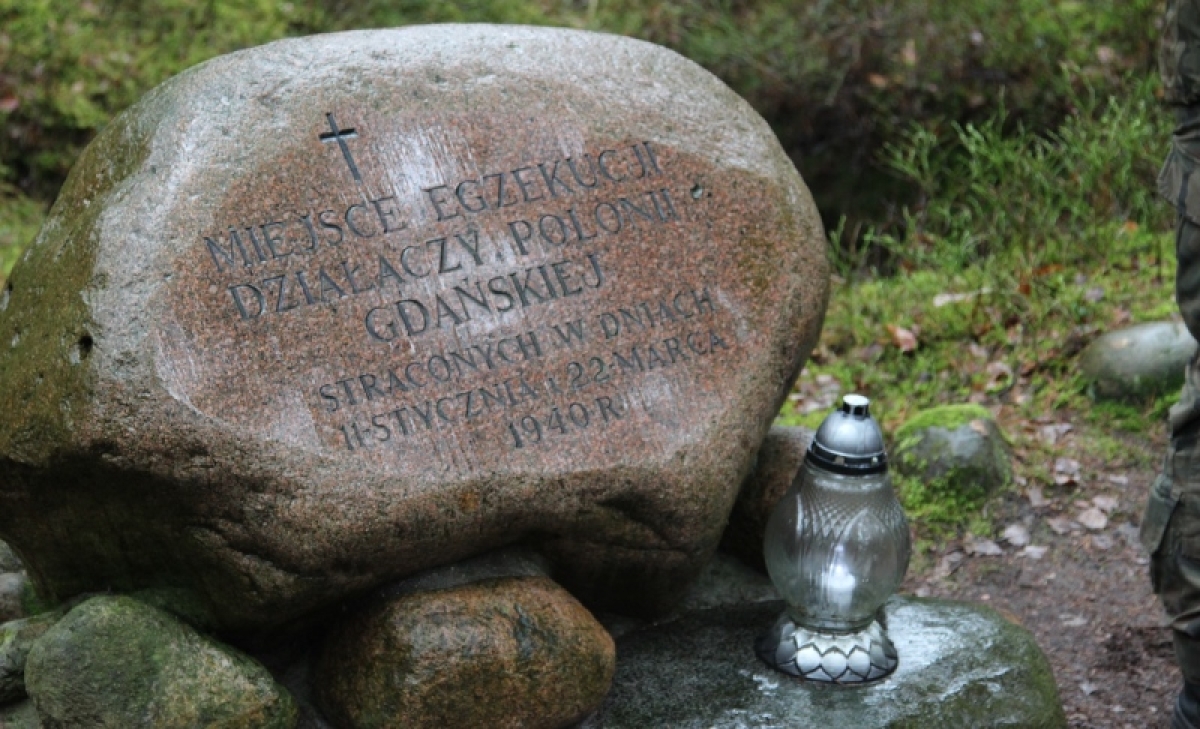 MIEJSCE EGZEKUCJI
DZIAŁACZY POLONII
GDAŃSKIEJ
STRACONYCH W DNIACH
11·STYCZNIA i 22·MARCA
1940 R.